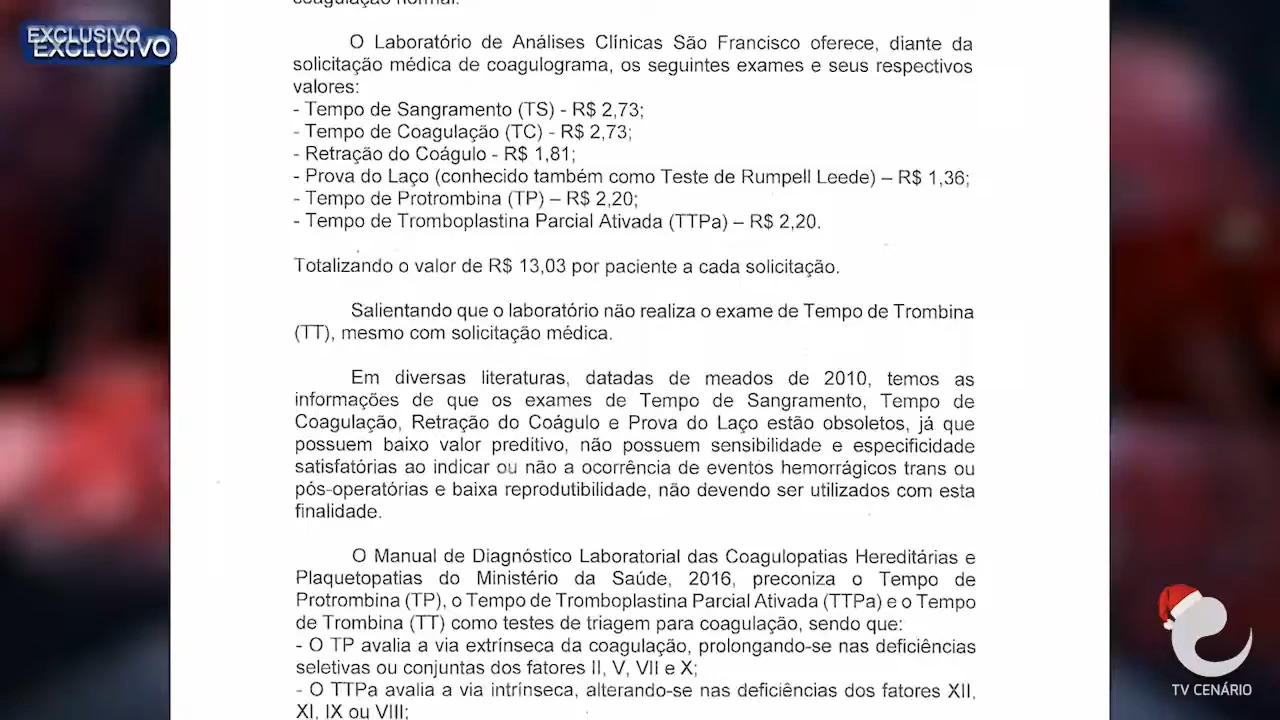 coagulação normal.
EXCLUSIVO
EXCLUSIVO
O Laboratório de Análises Clínicas São Francisco oferece, diante da
solicitação médica de coagulograma, os seguintes exames e seus respectivos
valores:
- Tempo de Sangramento (TS) - R$ 2,73;
- Tempo de Coagulação (TC) - R$ 2,73;
- Retração do Coágulo - R$ 1,81;
- Prova do Laço (conhecido também como Teste de Rumpell Leede) – R$ 1,36;
- Tempo de Protrombina (TP) – R$ 2,20;
- Tempo de Tromboplastina Parcial Ativada (TTPa) – R$ 2,20.
Totalizando o valor de R$ 13,03 por paciente a cada solicitação.
Salientando que o laboratório não realiza o exame de Tempo de Trombina
(TT), mesmo com solicitação médica.
Em diversas literaturas, datadas de meados de 2010, temos as
informações de que os exames de Tempo de Sangramento, Tempo de
Coagulação, Retração do Coágulo e Prova do Laço estão obsoletos, já que
possuem baixo valor preditivo, não possuem sensibilidade e especificidade
satisfatórias ao indicar ou não a ocorrência de eventos hemorrágicos trans ou
pós-operatórias e baixa reprodutibilidade, não devendo ser utilizados com esta
finalidade.
O Manual de Diagnóstico Laboratorial das Coagulopatias Hereditárias e
Plaquetopatias do Ministério da Saúde, 2016, preconiza o Tempo de
Protrombina (TP), o Tempo de Tromboplastina Parcial Ativada (TTPa) e o Tempo
de Trombina (TT) como testes de triagem para coagulação, sendo que:
- O TP avalia a via extrínseca da coagulação, prolongando-se nas deficiências
seletivas ou conjuntas dos fatores II, V, VII e X;
- O TTPa avalia a via intrínseca, alterando-se nas deficiências dos fatores XII,
XI, IX ou VIII;
TV CENÁRIO